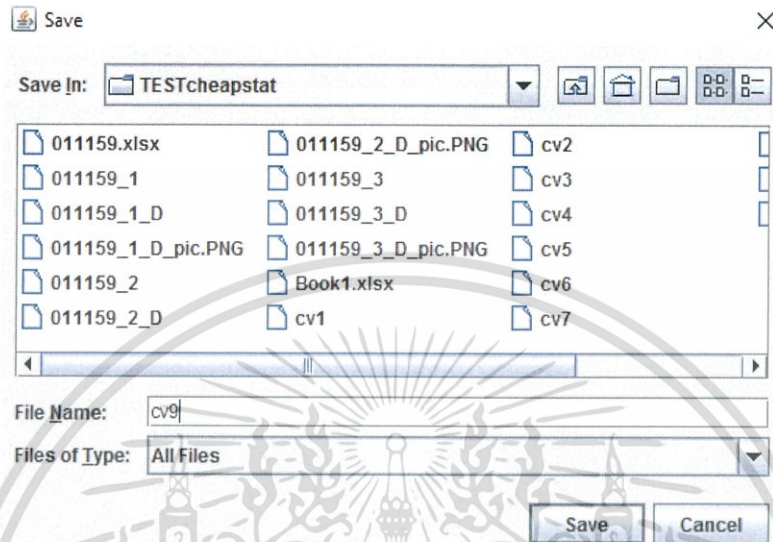 Save
Save In: TESTcheapstat
011159.xlsx
011159_1
011159_1_D
011159_1_D_pic.PNG
011159_2
011159_2_D
011159_2_D_pic.PNG
011159_3
011159_3_D
011159_3_D_pic.PNG
Book1.xlsx
cv1
cv2
cv3
cv4
cv5
cv6
cv7
File Name: cv9
Files of Type: All Files
Save Cancel